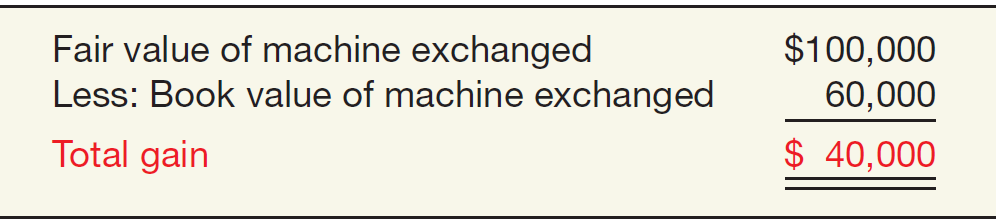 Fair value of machine exchanged $100,000
Less: Book value of machine exchanged 60,000
Total gain $ 40,000